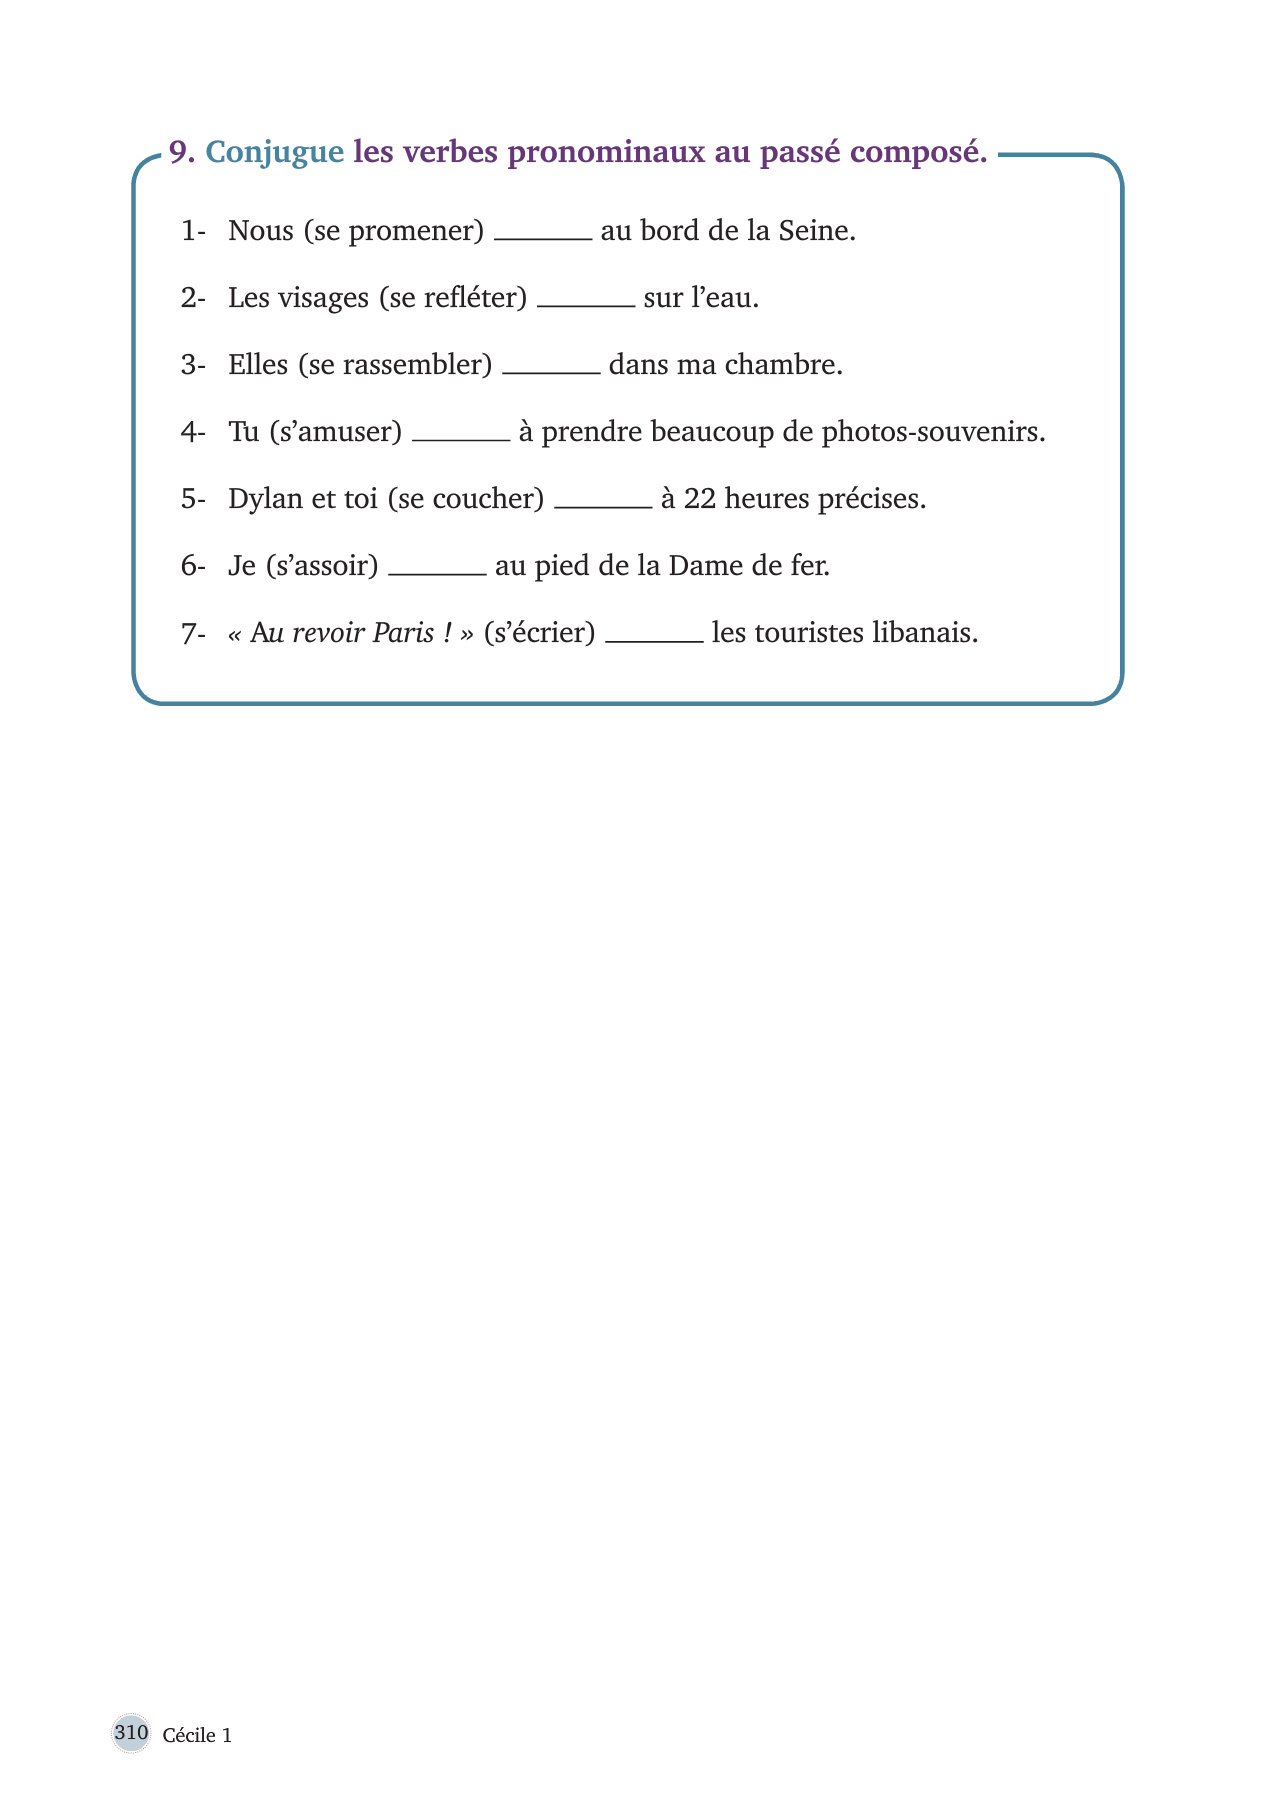 9. Conjugue les verbes pronominaux au passé composé.
1- Nous (se promener) _______ au bord de la Seine.
2- Les visages (se refléter) _______ sur l’eau.
3- Elles (se rassembler) _______ dans ma chambre.
4- Tu (s’amuser) _______ à prendre beaucoup de photos-souvenirs.
5- Dylan et toi (se coucher) _______ à 22 heures précises.
6- Je (s’assoir) _______ au pied de la Dame de fer.
7- « Au revoir Paris ! » (s’écrier) _______ les touristes libanais.
310 Cécile 1